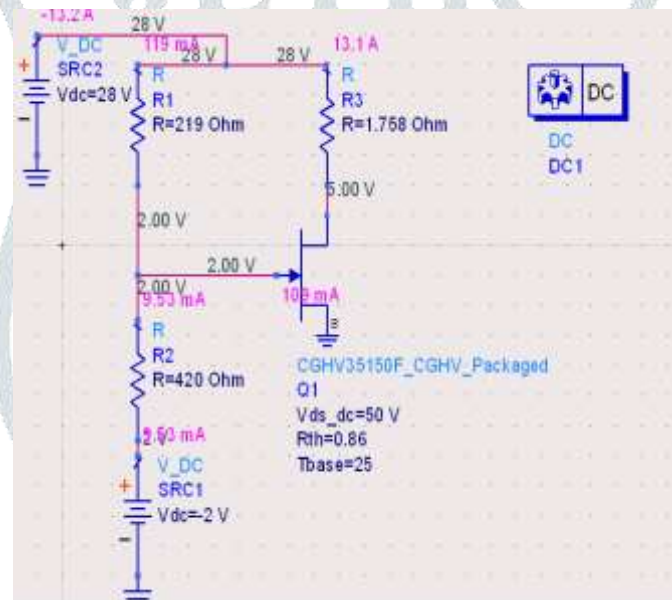 -13.2 A
28 V
V_DC
SRC2
Vdc=28 V
119 mA
28 V
28 V
13.1 A
R
R1
R=219 Ohm
R
R3
R=1.758 Ohm
DC
DC
DC1
5.00 V
2.00 V
2.00 V
2.00 V
9.53 mA
109 mA
R
R2
R=420 Ohm
CGHV35150F_CGHV_Packaged
Q1
Vds_dc=50 V
Rth=0.86
Tbase=25
9.53 mA
V_DC
SRC1
Vdc=-2 V